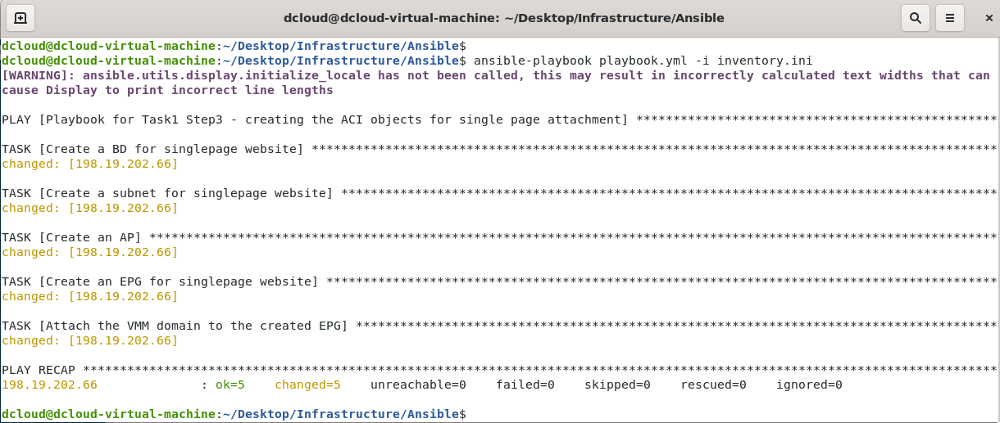 dcloud@dcloud-virtual-machine: ~/Desktop/Infrastructure/Ansible
dcloud@dcloud-virtual-machine:~/Desktop/Infrastructure/Ansible$
dcloud@dcloud-virtual-machine:~/Desktop/Infrastructure/Ansible$ ansible-playbook playbook.yml -i inventory.ini
[WARNING]: ansible.utils.display.initialize_locale has not been called, this may result in incorrectly calculated text widths that can
cause Display to print incorrect line lengths
PLAY [Playbook for Task1 Step3 - creating the ACI objects for single page attachment] *************************************************
TASK [Create a BD for singlepage website] *********************************************************************************************
changed: [198.19.202.66]
TASK [Create a subnet for singlepage website] *****************************************************************************************
changed: [198.19.202.66]
TASK [Create an AP] *******************************************************************************************************************
changed: [198.19.202.66]
TASK [Create an EPG for singlepage website] *******************************************************************************************
changed: [198.19.202.66]
TASK [Attach the VMM domain to the created EPG] ***************************************************************************************
changed: [198.19.202.66]
PLAY RECAP ****************************************************************************************************************************
198.19.202.66              : ok=5    changed=5    unreachable=0    failed=0    skipped=0    rescued=0    ignored=0
dcloud@dcloud-virtual-machine:~/Desktop/Infrastructure/Ansible$